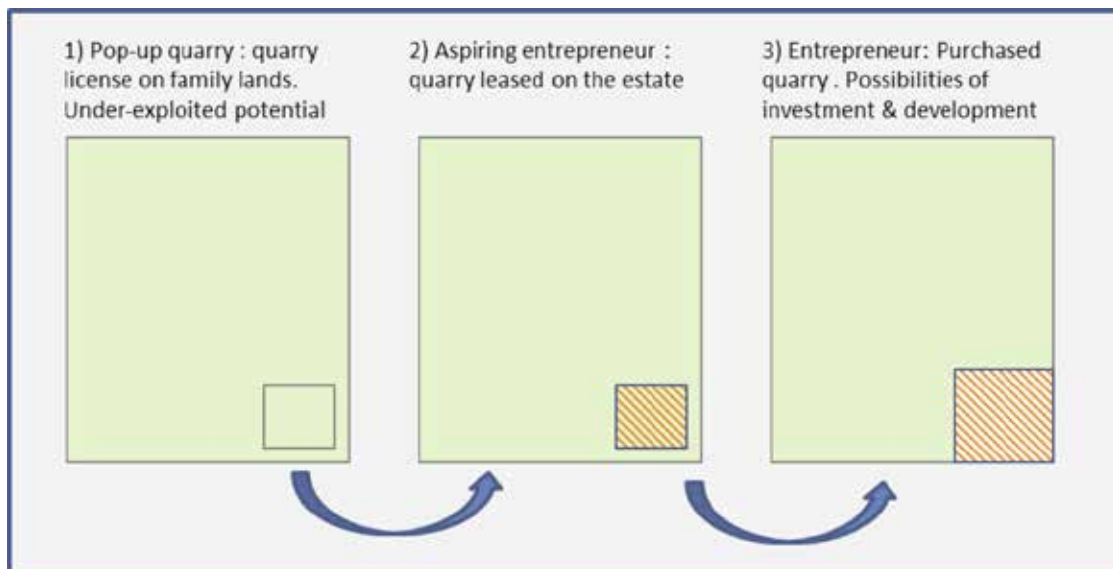 1) Pop-up quarry : quarry
license on family lands.
Under-exploited potential
2) Aspiring entrepreneur :
quarry leased on the estate
3) Entrepreneur: Purchased
quarry . Possibilities of
investment & development